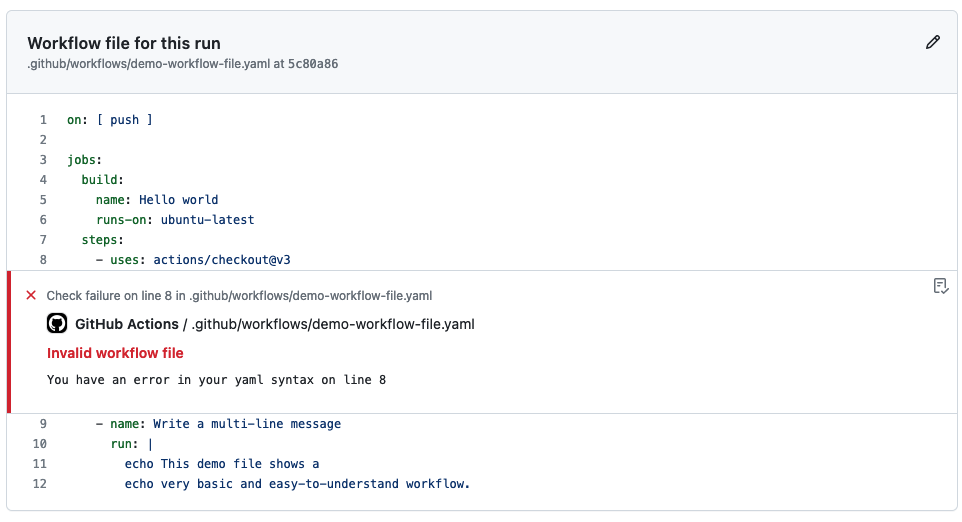 Workflow file for this run
.github/workflows/demo-workflow-file.yaml at 5c80a86
1 on: [ push ]
2
3 jobs:
4   build:
5     name: Hello world
6     runs-on: ubuntu-latest
7   steps:
8     - uses: actions/checkout@v3
Check failure on line 8 in .github/workflows/demo-workflow-file.yaml
GitHub Actions / .github/workflows/demo-workflow-file.yaml
Invalid workflow file
You have an error in your yaml syntax on line 8
9     - name: Write a multi-line message
10       run: |
11         echo This demo file shows a
12         echo very basic and easy-to-understand workflow.